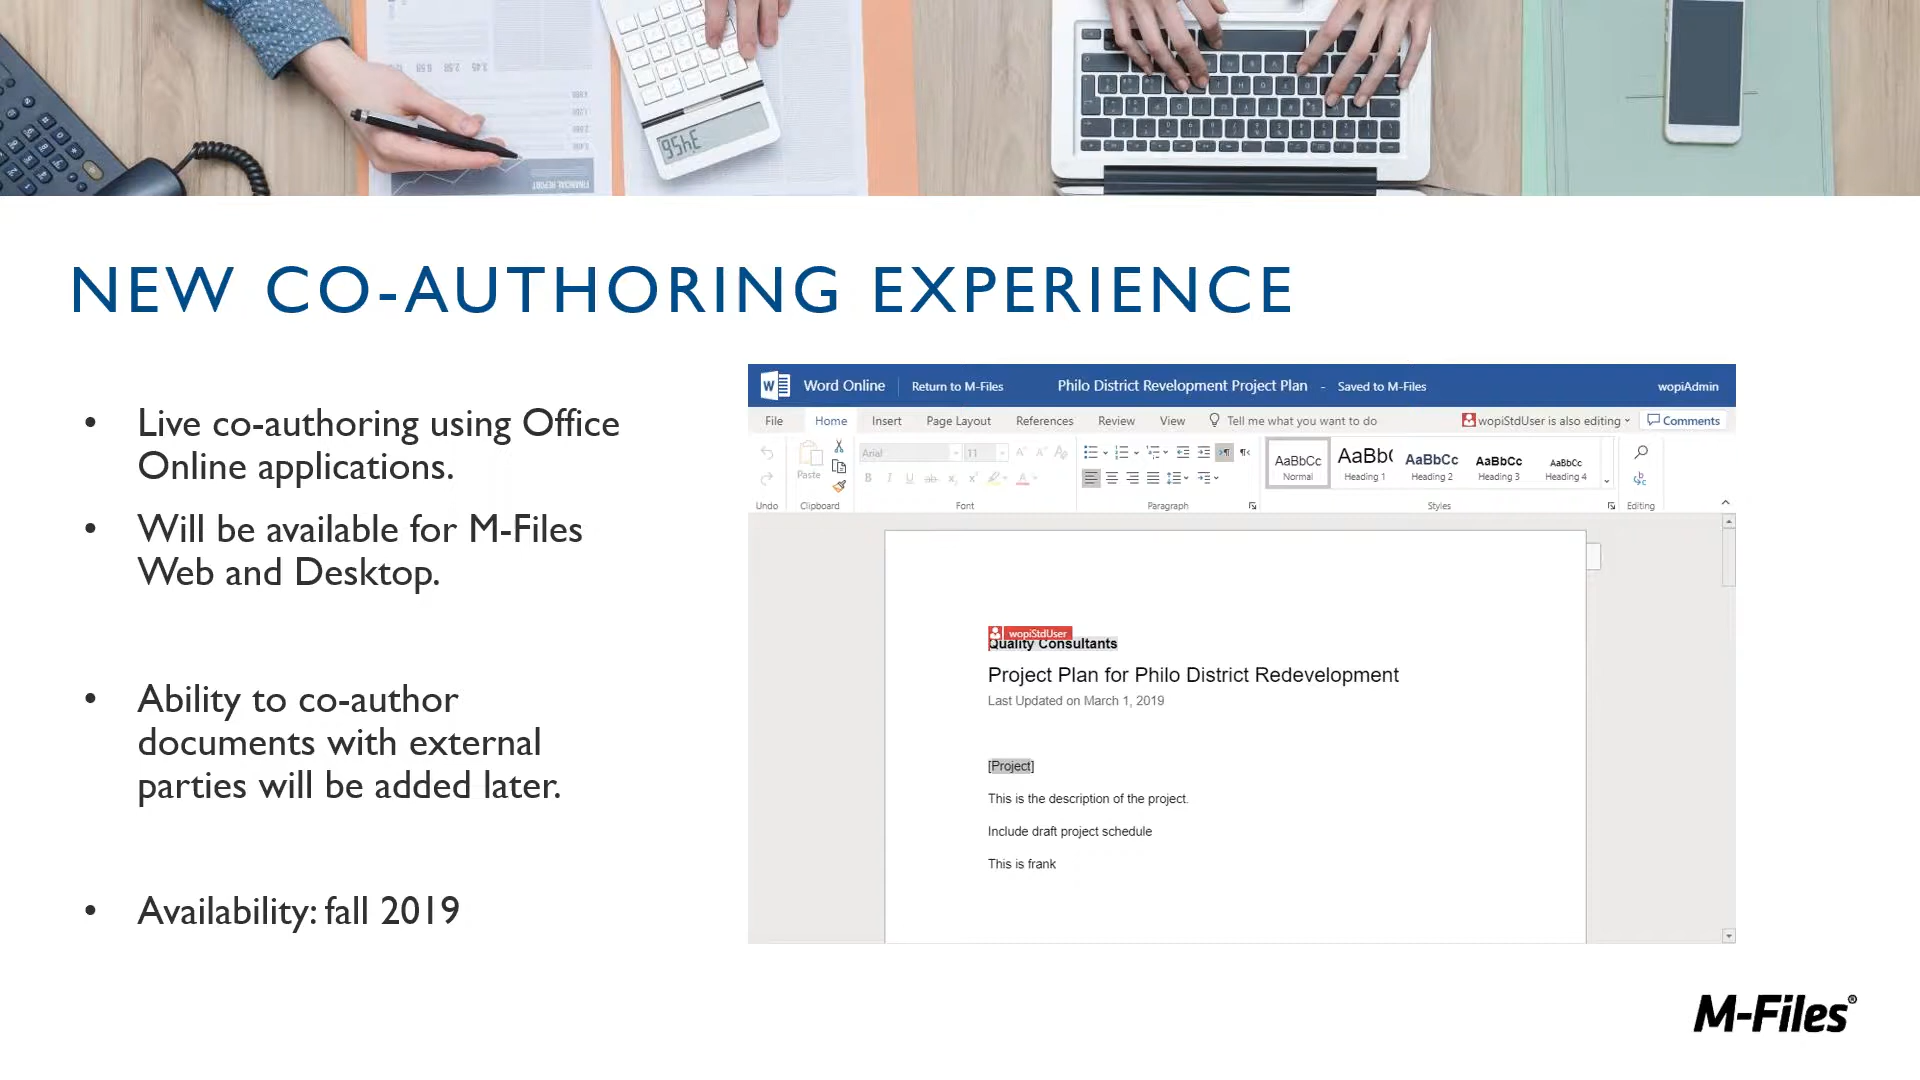 NEW CO-AUTHORING EXPERIENCE
• Live co-authoring using Office
Online applications.
• Will be available for M-Files
Web and Desktop.
• Ability to co-author
documents with external
parties will be added later.
• Availability: fall 2019
Word Online Return to M-Files Philo District Revelopment Project Plan - Saved to M-Files wopiAdmin
File Home Insert Page Layout References Review View Tell me what you want to do wopiStdUser is also editing Comments
Arial 11
Paste
AaBbCc AaBb( AaBbCc AaBbCc AaBbCc
Normal Heading 1 Heading 2 Heading 3 Heading 4
Undo Clipboard Font Paragraph Styles Editing
wopiStdUser
Quality Consultants
Project Plan for Philo District Redevelopment
Last Updated on March 1, 2019
[Project]
This is the description of the project.
Include draft project schedule
This is frank
M-Files®
FINANCIAL REPORT